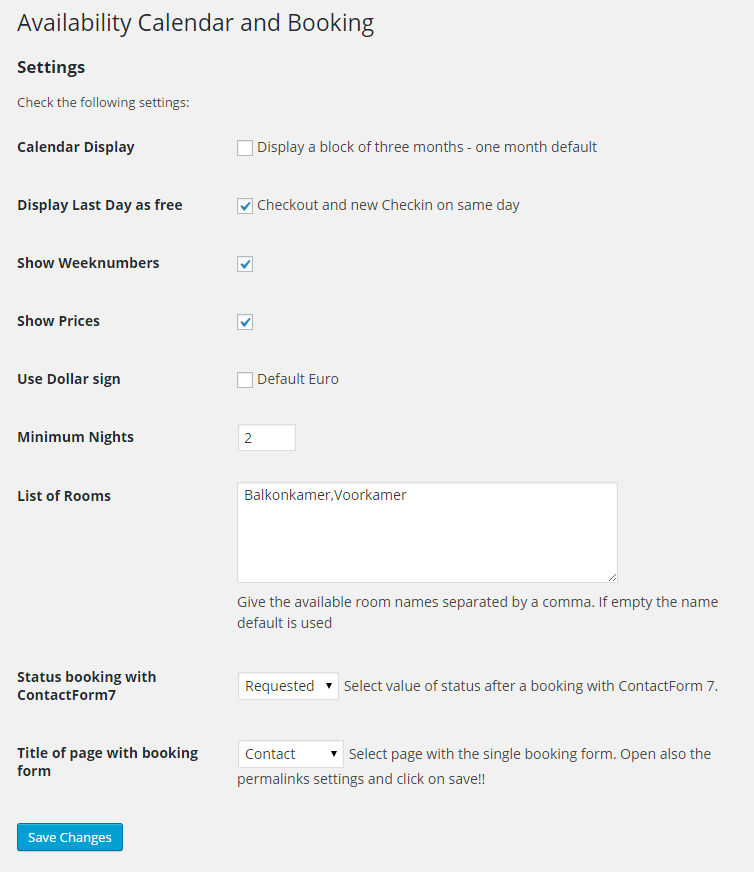 Availability Calendar and Booking
Settings
Check the following settings:
Calendar Display
Display a block of three months - one month default
Display Last Day as free
Checkout and new Checkin on same day
Show Weeknumbers
Show Prices
Use Dollar sign
Default Euro
Minimum Nights
2
List of Rooms
Balkonkamer,Voorkamer
Give the available room names separated by a comma. If empty the name
default is used
Status booking with
ContactForm7
Requested
Select value of status after a booking with ContactForm 7.
Title of page with booking
form
Contact
Select page with the single booking form. Open also the
permalinks settings and click on save!!
Save Changes